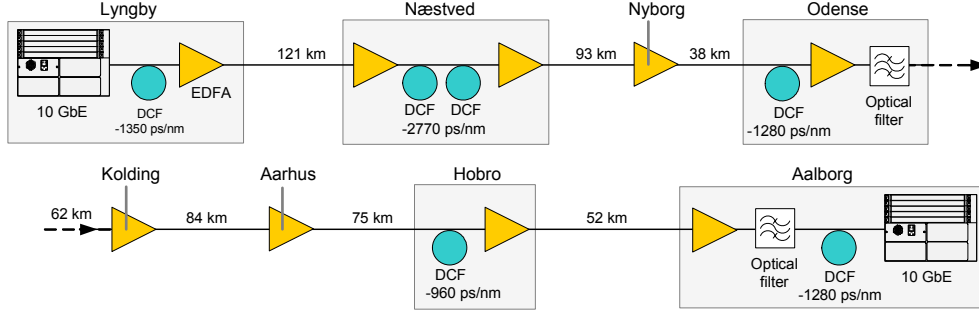 Lyngby
Næstved
Nyborg
Odense
121 km
93 km
38 km
EDFA
10 GbE
DCF
-1350 ps/nm
DCF
DCF
-2770 ps/nm
DCF
-1280 ps/nm
Optical
filter
Kolding
Aarhus
Hobro
Aalborg
62 km
84 km
75 km
52 km
DCF
-960 ps/nm
Optical
filter
DCF
-1280 ps/nm
10 GbE